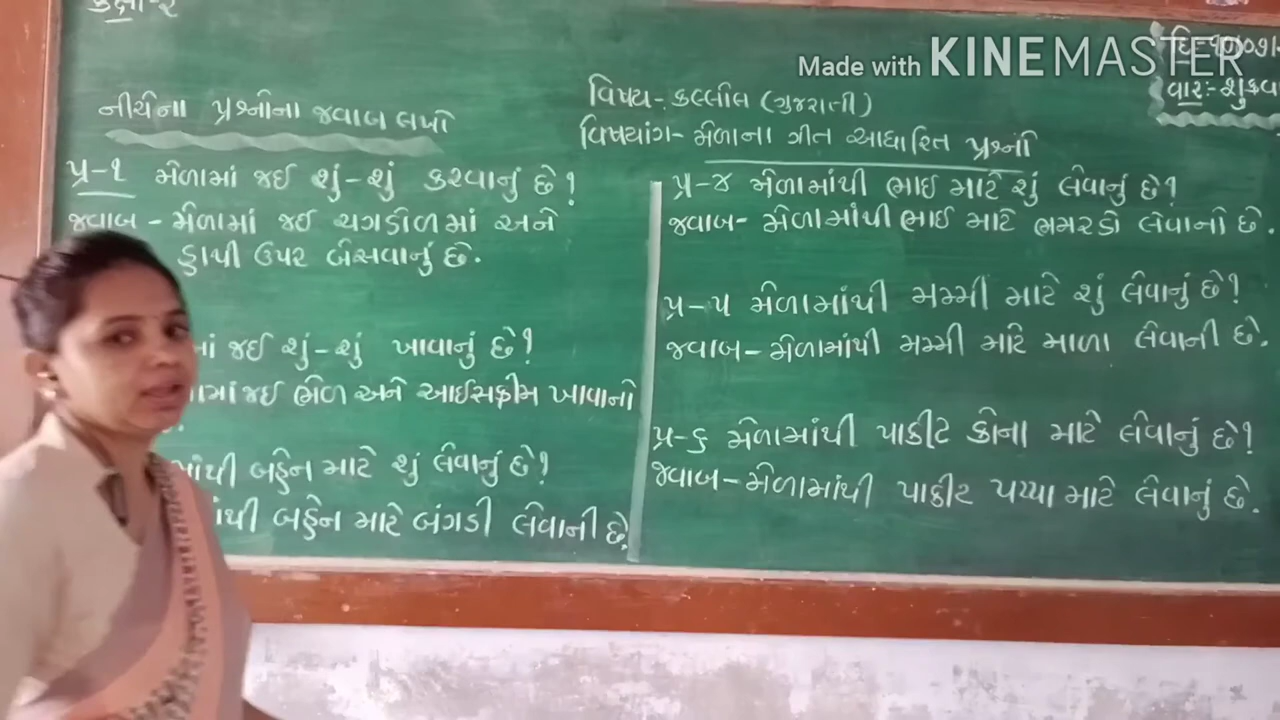 કક્ષા-૨
Made with KINEMASTER
વાર:- શુક્રવા
વિષય- કલ્લોલ (ગુજરાતી)
વિષયાંગ- મેળાના ગીત આધારિત પ્રશ્નો
નીચેના પ્રશ્નોના જવાબ લખો
પ્ર-૧ મેળામાં જઈ શું-શું કરવાનું છે?
જવાબ - મેળામાં જઈ ચગડોળમાં અને
હાથી ઉપર બેસવાનું છે.
માં જઈ શું-શું ખાવાનું છે?
ામાં જઈ ભેળ અને આઈસક્રીમ ખાવાનો
માંથી બહેન માટે શું લેવાનું છે?
ાંથી બહેન માટે બંગડી લેવાની છે.
પ્ર-૪ મેળામાંથી ભાઈ માટે શું લેવાનું છે?
જવાબ- મેળામાંથી ભાઈ માટે ભમરડો લેવાનો છે.
પ્ર-૫ મેળામાંથી મમ્મી માટે શું લેવાનું છે?
જવાબ- મેળામાંથી મમ્મી માટે માળા લેવાની છે.
પ્ર-૬ મેળામાંથી પાકીટ કોના માટે લેવાનું છે?
જવાબ- મેળામાંથી પાકીટ પપ્પા માટે લેવાનું છે.